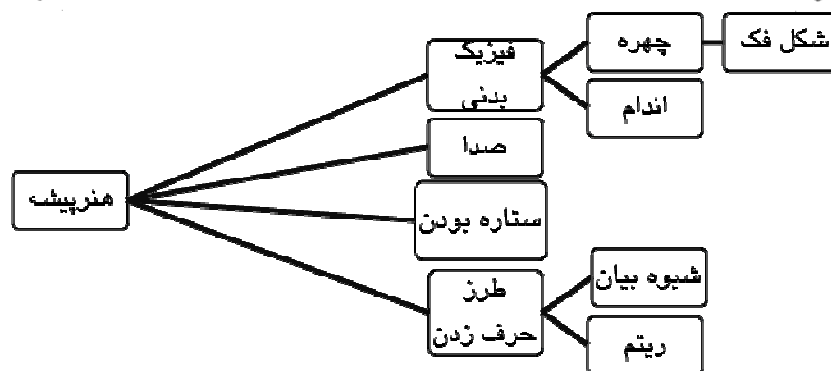 هنرپیشه
فیزیک
بدنی
چهره
شکل فک
اندام
صدا
ستاره بودن
طرز
حرف زدن
شیوه بیان
ریتم